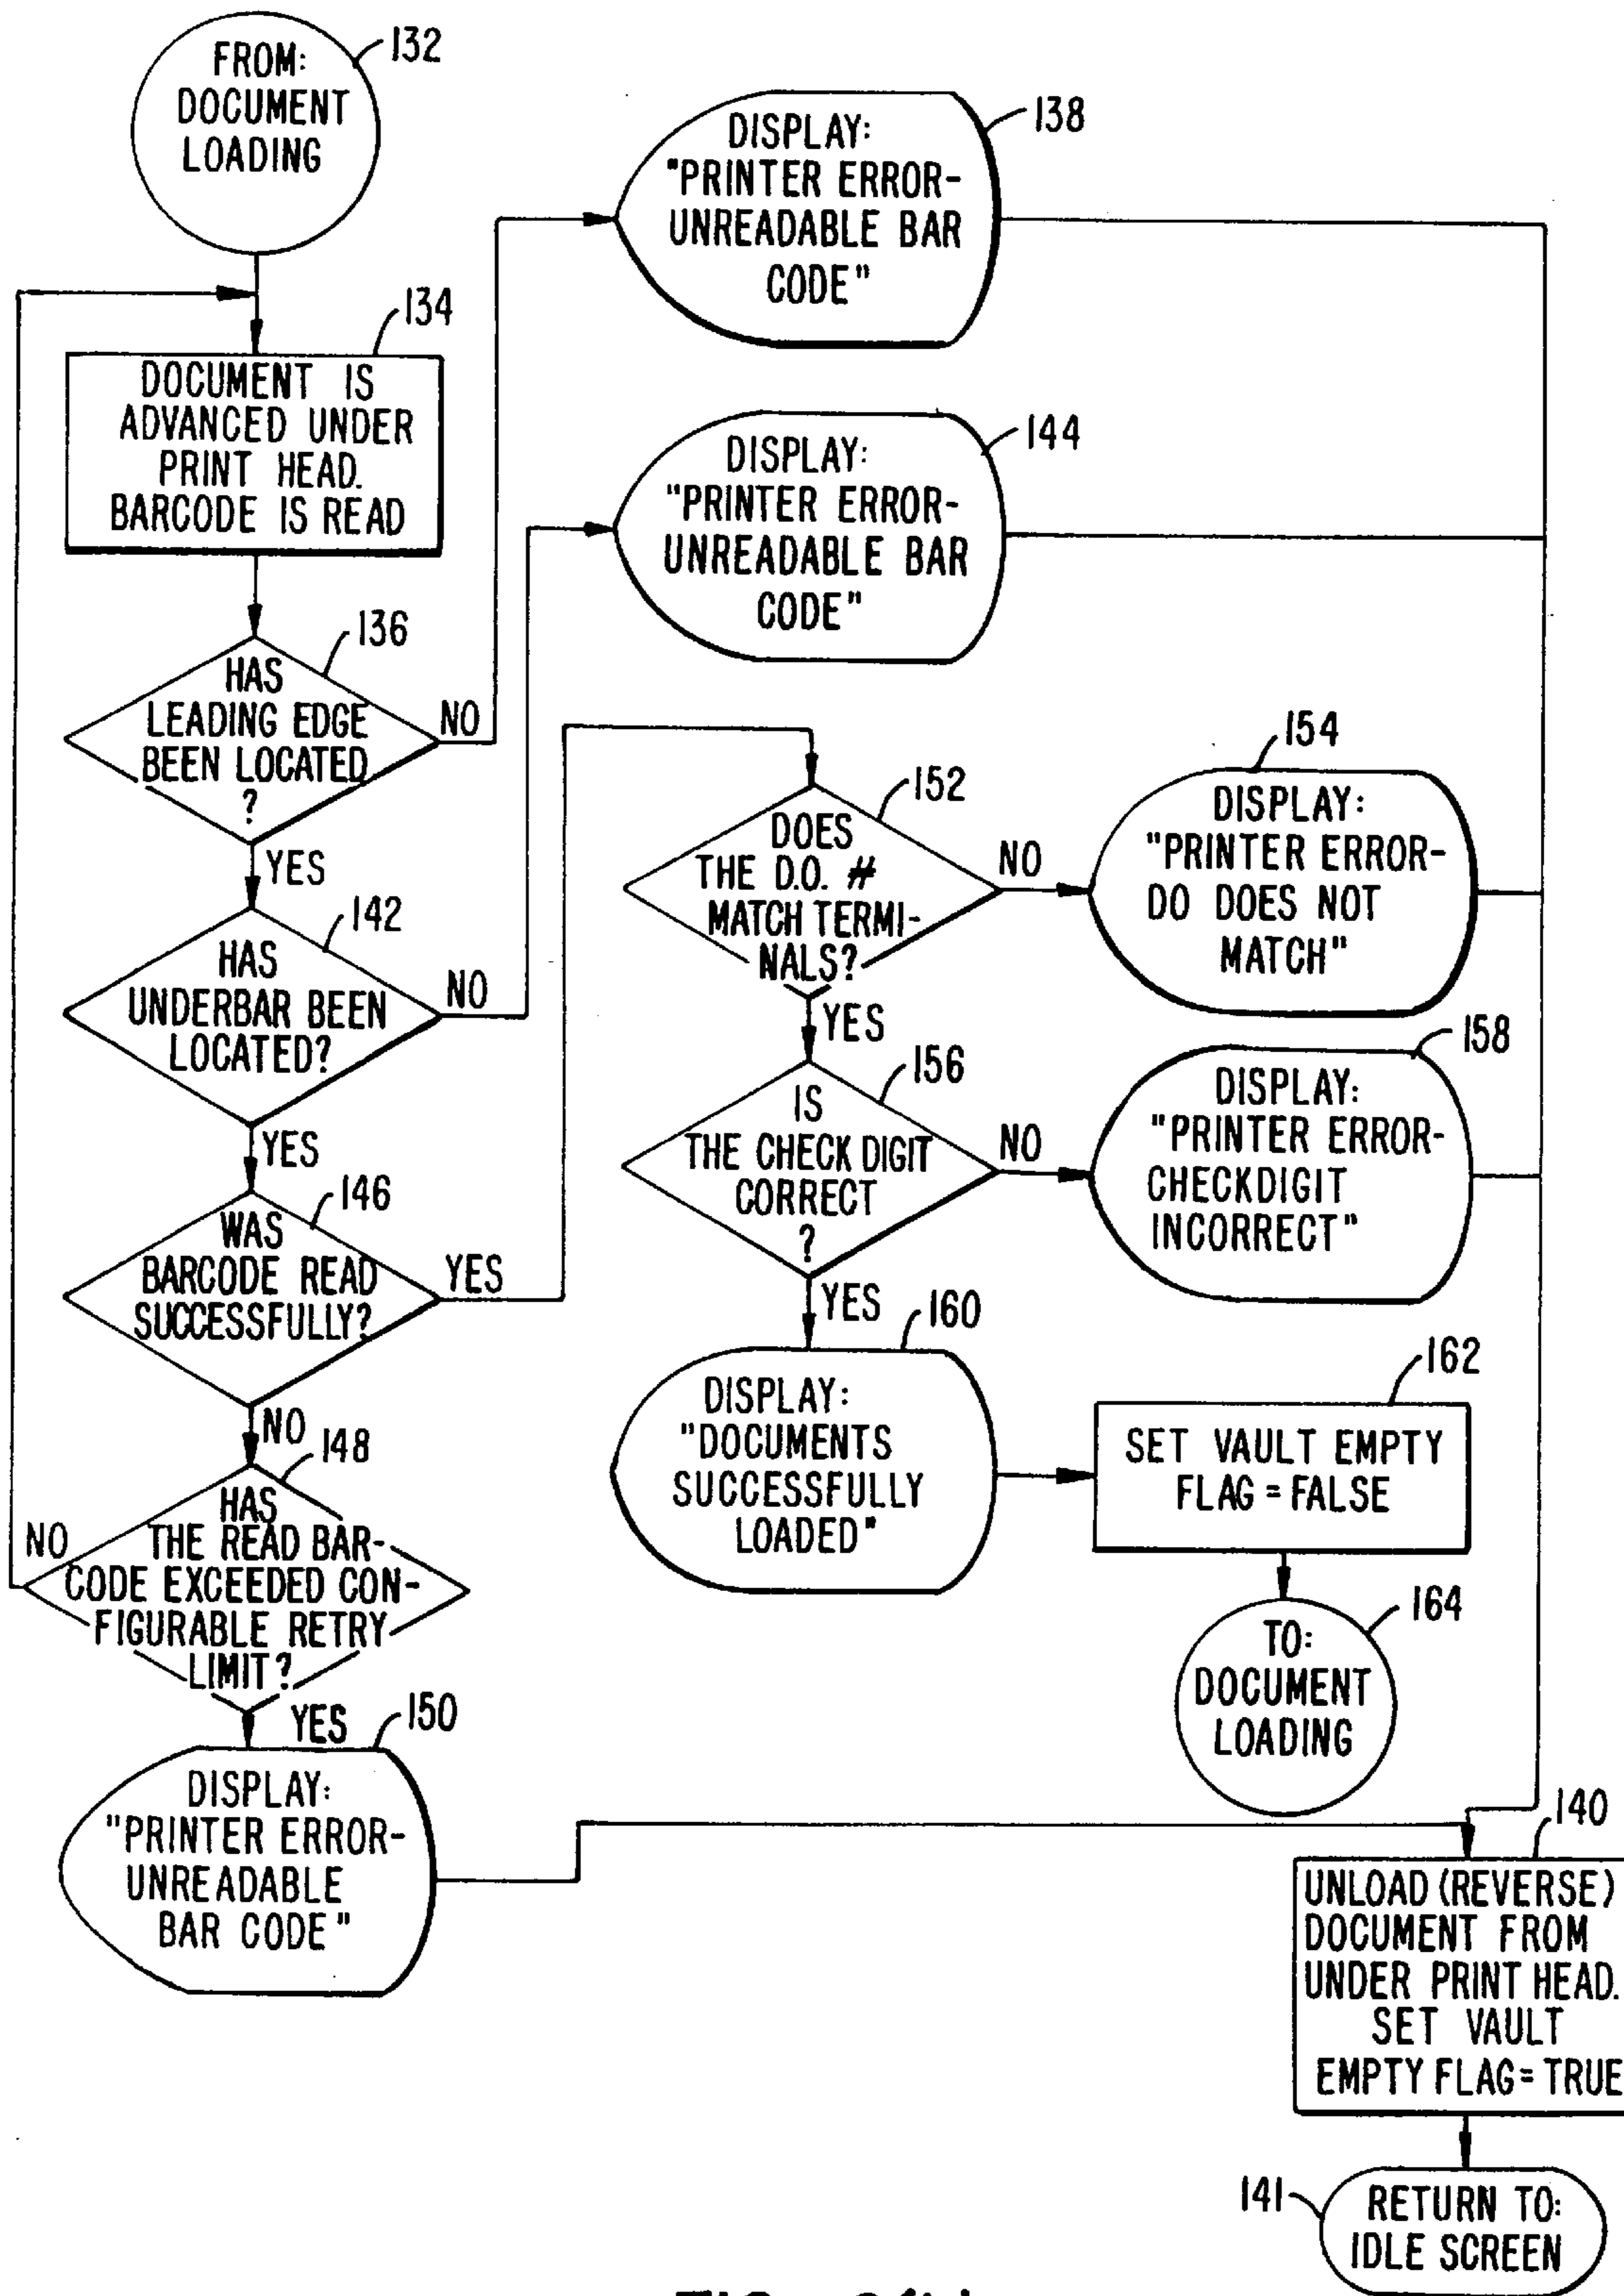 FROM:
DOCUMENT
LOADING
132
134
DOCUMENT IS
ADVANCED UNDER
PRINT HEAD.
BARCODE IS READ
136
HAS
LEADING EDGE
BEEN LOCATED
?
NO
YES
138
DISPLAY:
"PRINTER ERROR-
UNREADABLE BAR
CODE"
142
HAS
UNDERBAR BEEN
LOCATED?
NO
YES
144
DISPLAY:
"PRINTER ERROR-
UNREADABLE BAR
CODE"
146
WAS
BARCODE READ
SUCCESSFULLY?
YES
NO
148
HAS
THE READ BAR-
CODE EXCEEDED CON-
FIGURABLE RETRY
LIMIT?
NO
YES
150
DISPLAY:
"PRINTER ERROR-
UNREADABLE
BAR CODE"
152
DOES
THE D.O. #
MATCH TERMI-
NALS?
NO
YES
154
DISPLAY:
"PRINTER ERROR-
DO DOES NOT
MATCH"
156
IS
THE CHECK DIGIT
CORRECT
?
NO
YES
158
DISPLAY:
"PRINTER ERROR-
CHECKDIGIT
INCORRECT"
160
DISPLAY:
"DOCUMENTS
SUCCESSFULLY
LOADED"
162
SET VAULT EMPTY
FLAG = FALSE
164
TO:
DOCUMENT
LOADING
140
UNLOAD (REVERSE)
DOCUMENT FROM
UNDER PRINT HEAD.
SET VAULT
EMPTY FLAG = TRUE
141
RETURN TO:
IDLE SCREEN